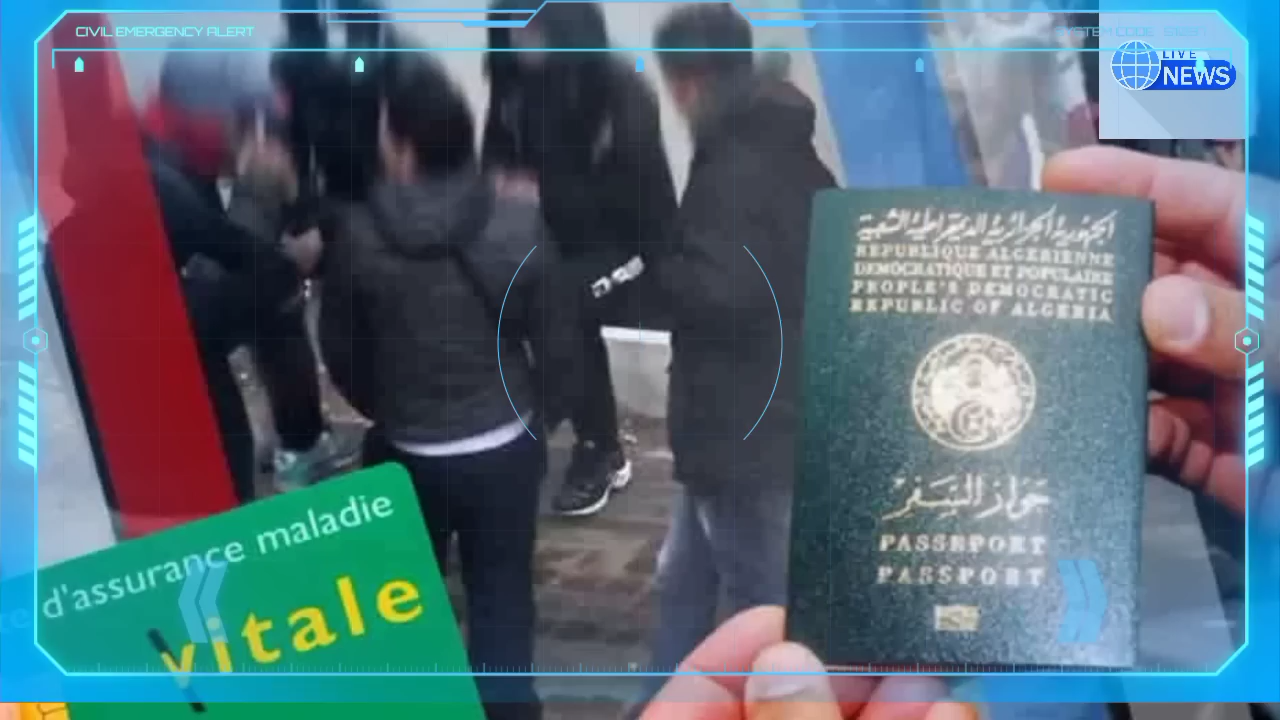 CIVIL EMERGENCY ALERT
LIVE
NEWS
الجمهورية الجزائرية الديمقراطية الشعبية
REPUBLIQUE ALGERIENNE
DEMOCRATIQUE ET POPULAIRE
PEOPLE'S DEMOCRATIC
REPUBLIC OF ALGERIA
جواز السفر
PASSEPORT
PASSPORT
d'assurance maladie
vitale